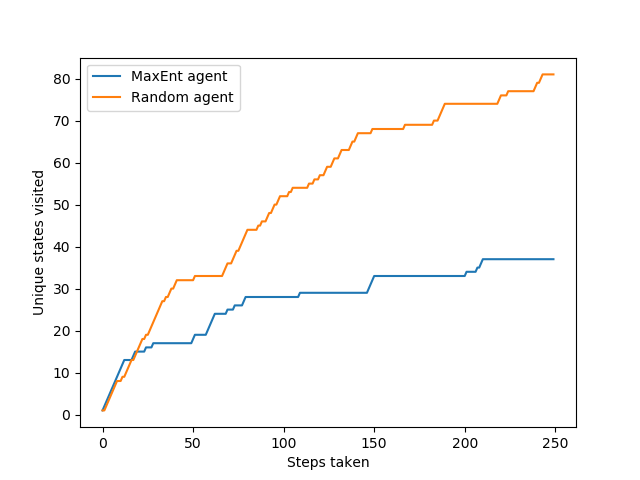 MaxEnt agent
Random agent
Unique states visited
80
70
60
50
40
30
20
10
0
0 50 100 150 200 250
Steps taken